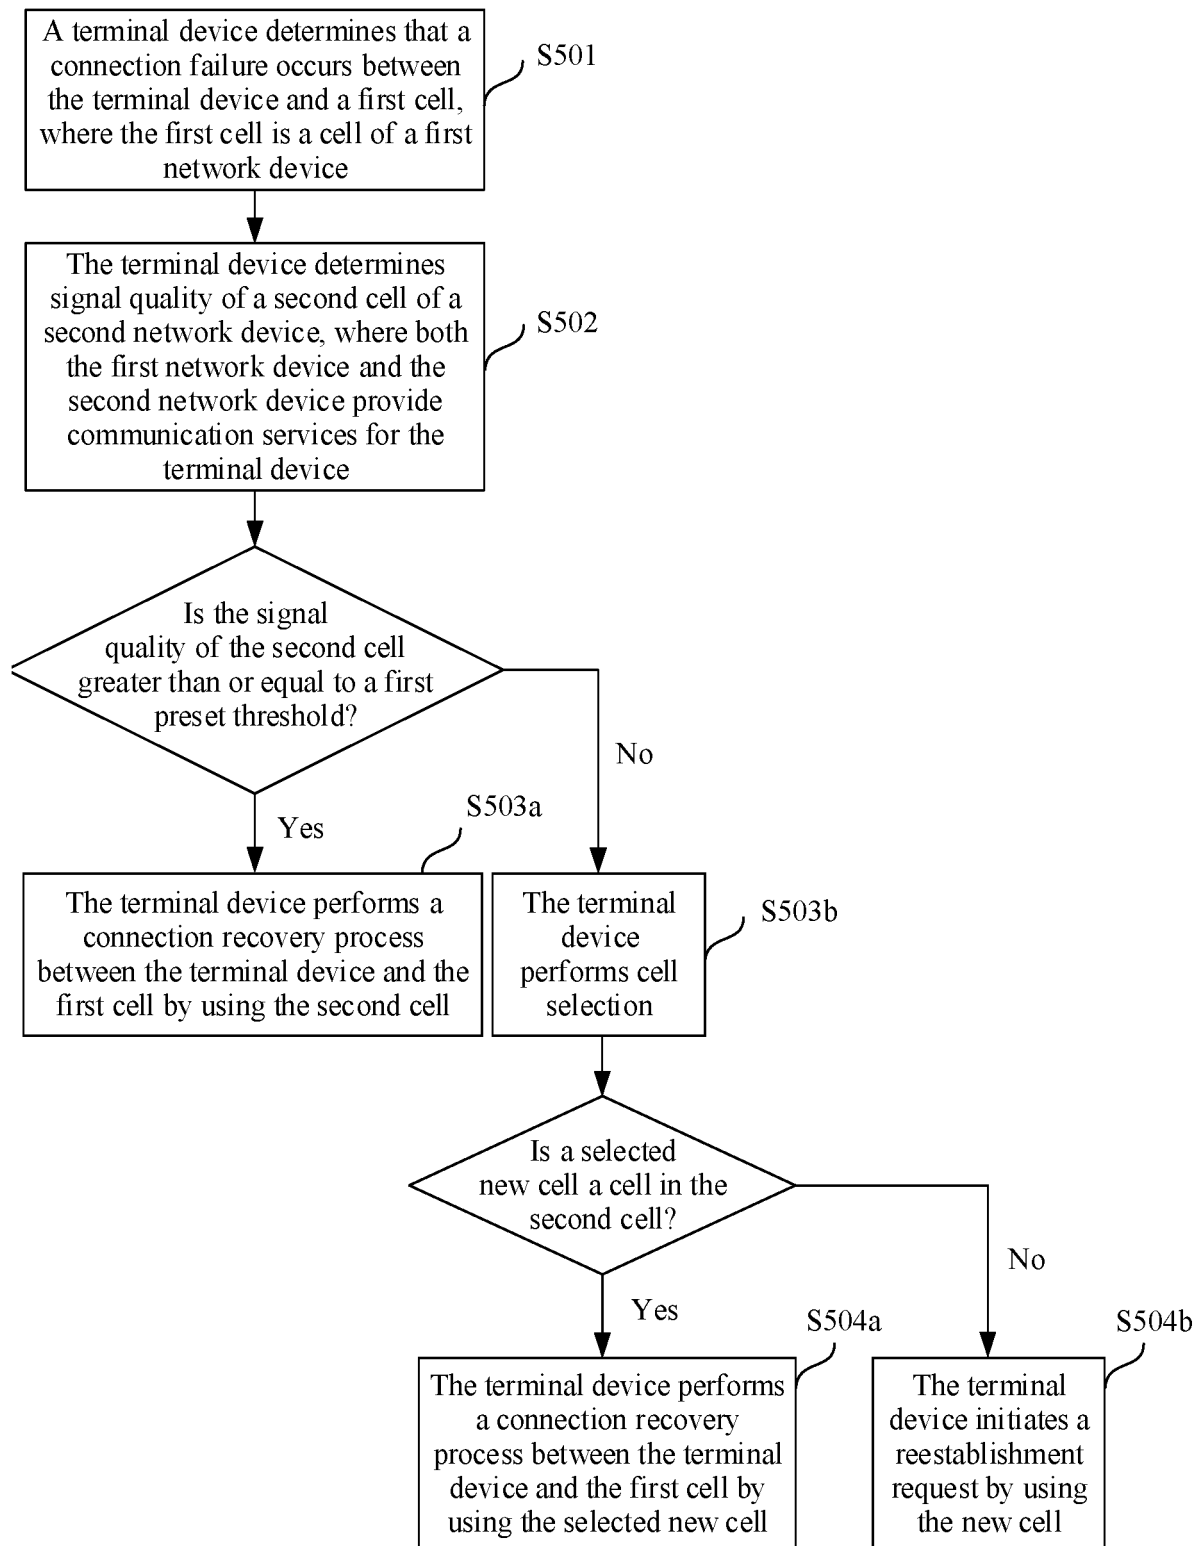 A terminal device determines that a
connection failure occurs between
the terminal device and a first cell,
where the first cell is a cell of a first
network device
S501
The terminal device determines
signal quality of a second cell of a
second network device, where both
the first network device and the
second network device provide
communication services for the
terminal device
S502
Is the signal
quality of the second cell
greater than or equal to a first
preset threshold?
No
Yes
S503a
The terminal device performs a
connection recovery process
between the terminal device and the
first cell by using the second cell
The terminal
device
performs cell
selection
S503b
Is a selected
new cell a cell in the
second cell?
No
Yes
S504a
The terminal device performs
a connection recovery
process between the terminal
device and the first cell by
using the selected new cell
S504b
The terminal
device initiates a
reestablishment
request by using
the new cell